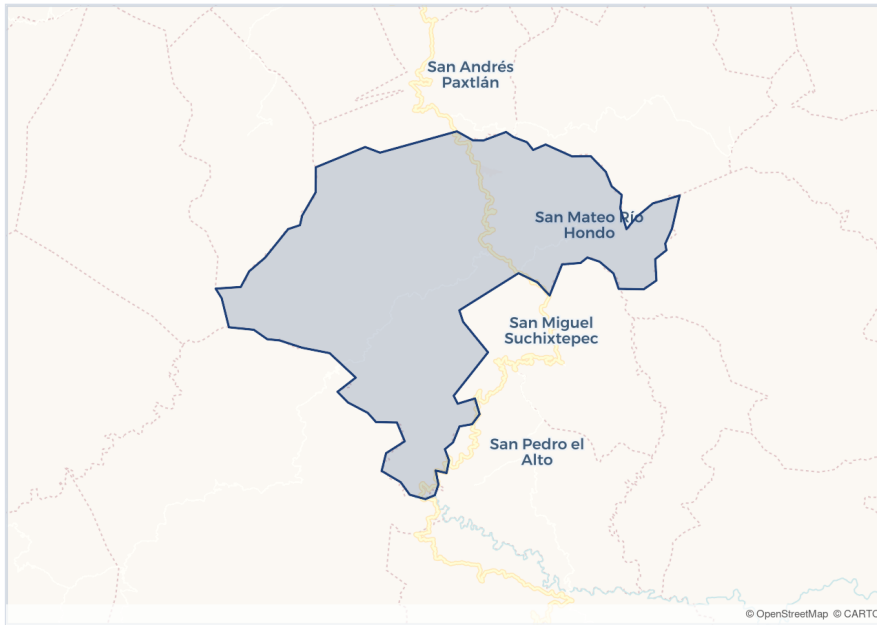 San Andrés
Paxtlán
San Mateo Río
Hondo
San Miguel
Suchixtepec
San Pedro el
Alto
© OpenStreetMap © CARTO